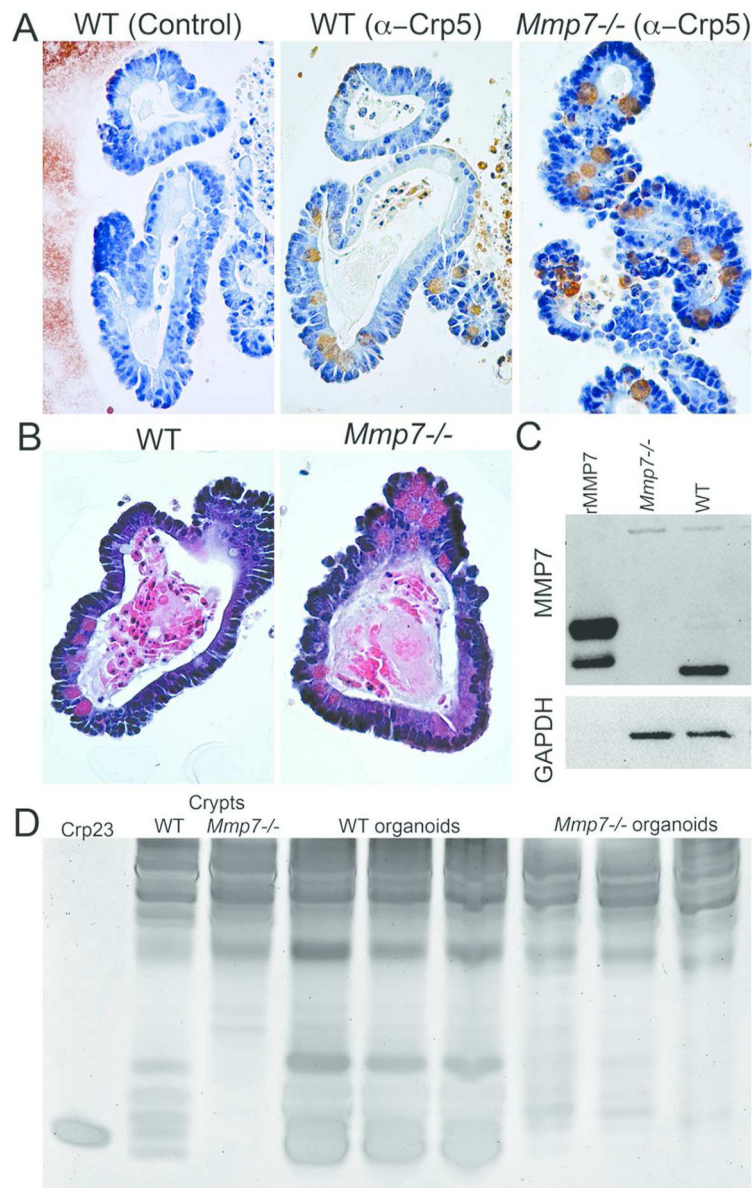 A
WT (Control)
WT (α–Crp5)
Mmp7-/- (α–Crp5)
B
WT
Mmp7-/-
C
rMMP7
Mmp7-/-
WT
MMP7
GAPDH
D
Crp23
Crypts
WT
Mmp7-/-
WT organoids
Mmp7-/- organoids